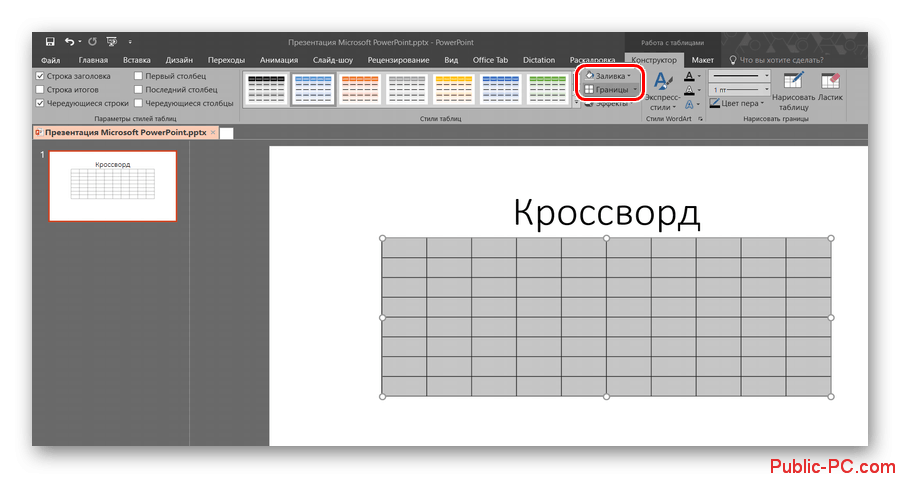 Презентация Microsoft PowerPoint.pptx - PowerPoint
Работа с таблицами
Файл Главная Вставка Дизайн Переходы Анимация Слайд-шоу Рецензирование Вид Office Tab Dictation Раскадровка Конструктор Макет Что вы хотите сделать?
Строка заголовка Первый столбец Заливка
Строка итогов Последний столбец Границы Экспресс-стили 1 пт Нарисовать таблицу Ластик
Чередующиеся строки Чередующиеся столбцы Эффекты Цвет пера
Параметры стилей таблиц Стили таблиц Стили WordArt Нарисовать границы
Презентация Microsoft PowerPoint.pptx
1
Кроссворд
Кроссворд
Public-PC.com